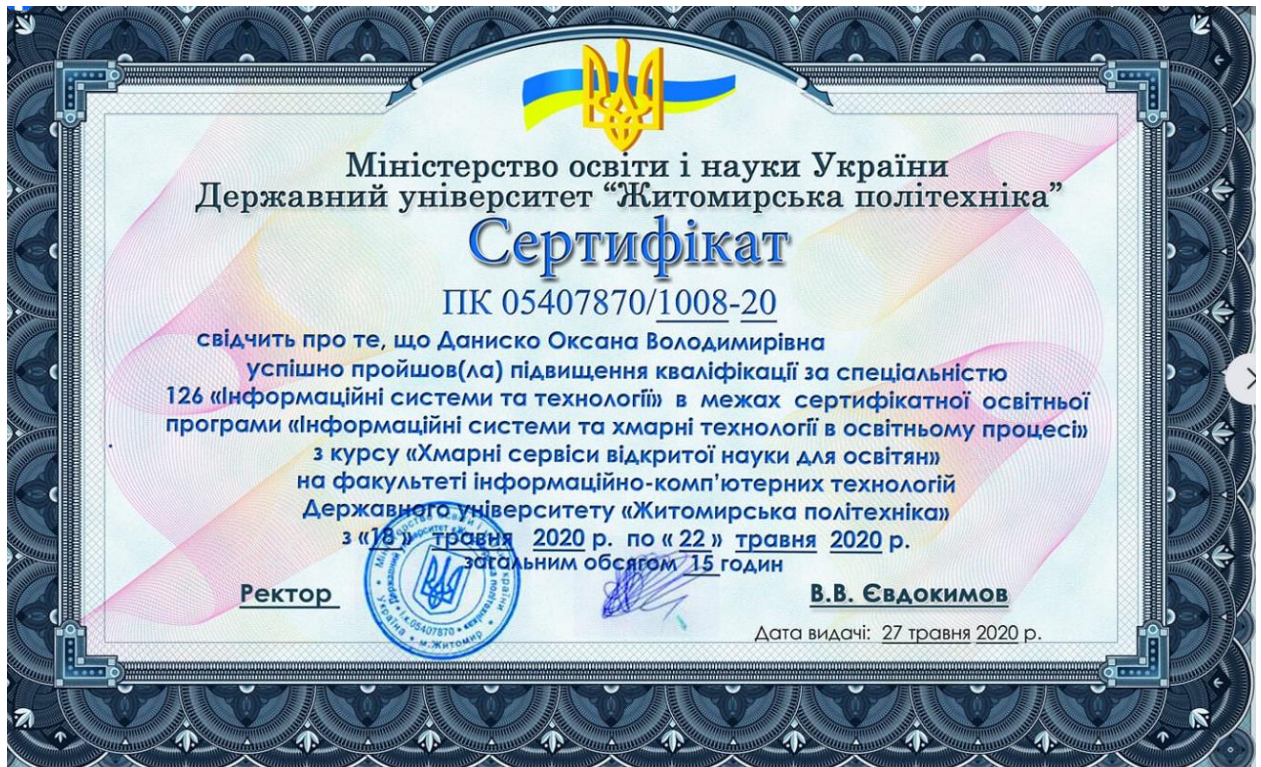 Міністерство освіти і науки України
Державний університет “Житомирська політехніка”
Сертифікат
ПК 05407870/1008-20
свідчить про те, що Даниско Оксана Володимирівна
успішно пройшов(ла) підвищення кваліфікації за спеціальністю
126 «Інформаційні системи та технології» в межах сертифікатної освітньої
програми «Інформаційні системи та хмарні технології в освітньому процесі»
з курсу «Хмарні сервіси відкритої науки для освітян»
на факультеті інформаційно-комп’ютерних технологій
Державного університету «Житомирська політехніка»
з «18 » травня 2020 р. по « 22 » травня 2020 р.
загальним обсягом 15 годин
Ректор
В.В. Євдокимов
Дата видачі: 27 травня 2020 р.
Україна * м.Житомир *
і.к.05407870